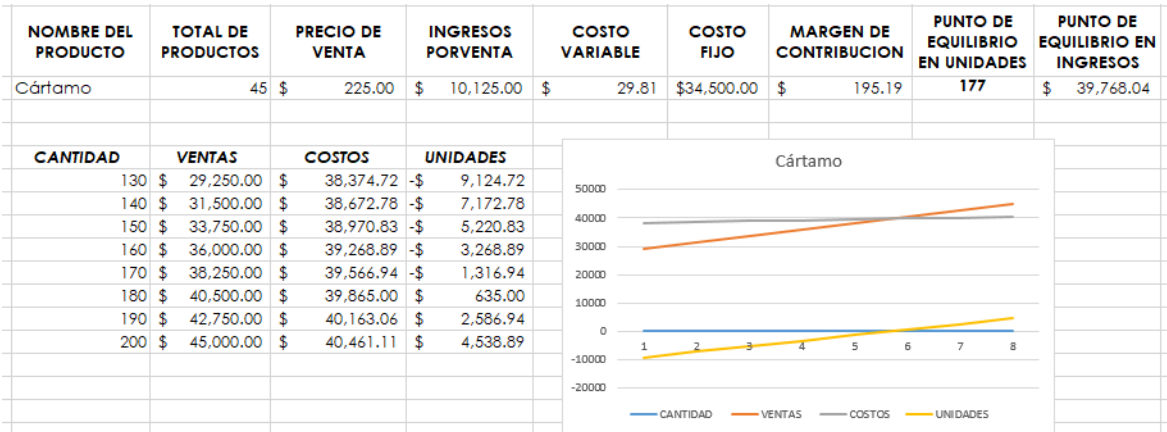 NOMBRE DEL PRODUCTO TOTAL DE PRODUCTOS PRECIO DE VENTA INGRESOS PORVENTA COSTO VARIABLE COSTO FIJO MARGEN DE CONTRIBUCION PUNTO DE EQUILIBRIO EN UNIDADES PUNTO DE EQUILIBRIO EN INGRESOS
Cártamo 45 $ 225.00 $ 10,125.00 $ 29.81 $34,500.00 $ 195.19 177 $ 39,768.04
CANTIDAD VENTAS COSTOS UNIDADES
130 $ 29,250.00 $ 38,374.72 -$ 9,124.72
140 $ 31,500.00 $ 38,672.78 -$ 7,172.78
150 $ 33,750.00 $ 38,970.83 -$ 5,220.83
160 $ 36,000.00 $ 39,268.89 -$ 3,268.89
170 $ 38,250.00 $ 39,566.94 -$ 1,316.94
180 $ 40,500.00 $ 39,865.00 $ 635.00
190 $ 42,750.00 $ 40,163.06 $ 2,586.94
200 $ 45,000.00 $ 40,461.11 $ 4,538.89
Cártamo
50000
40000
30000
20000
10000
0
-10000
-20000
1 2 3 4 5 6 7 8
CANTIDAD VENTAS COSTOS UNIDADES